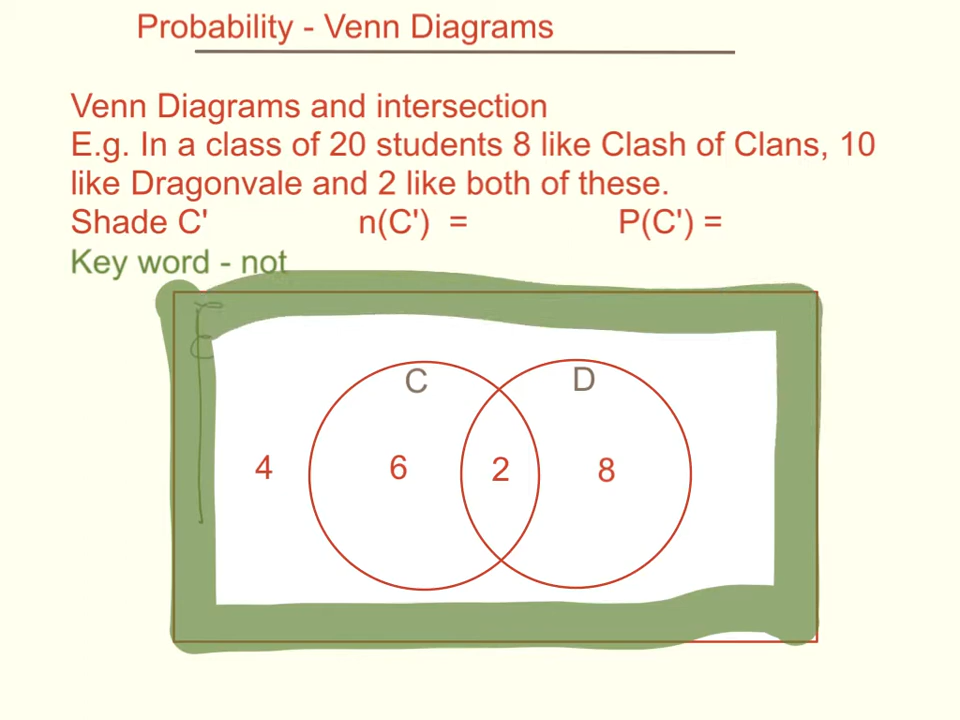 Probability - Venn Diagrams
Venn Diagrams and intersection
E.g. In a class of 20 students 8 like Clash of Clans, 10
like Dragonvale and 2 like both of these.
Shade C' n(C') = P(C') =
Key word - not
C D
4 6 2 8